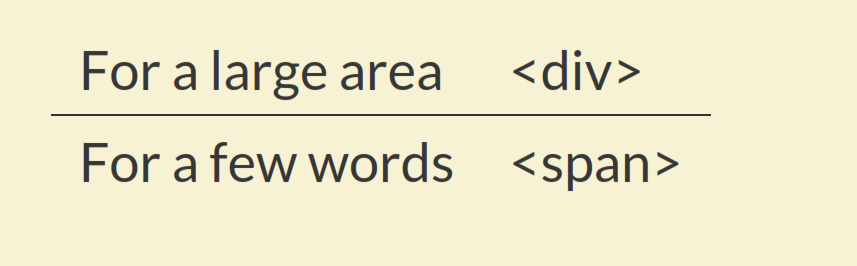 For a large area <div>
For a few words <span>